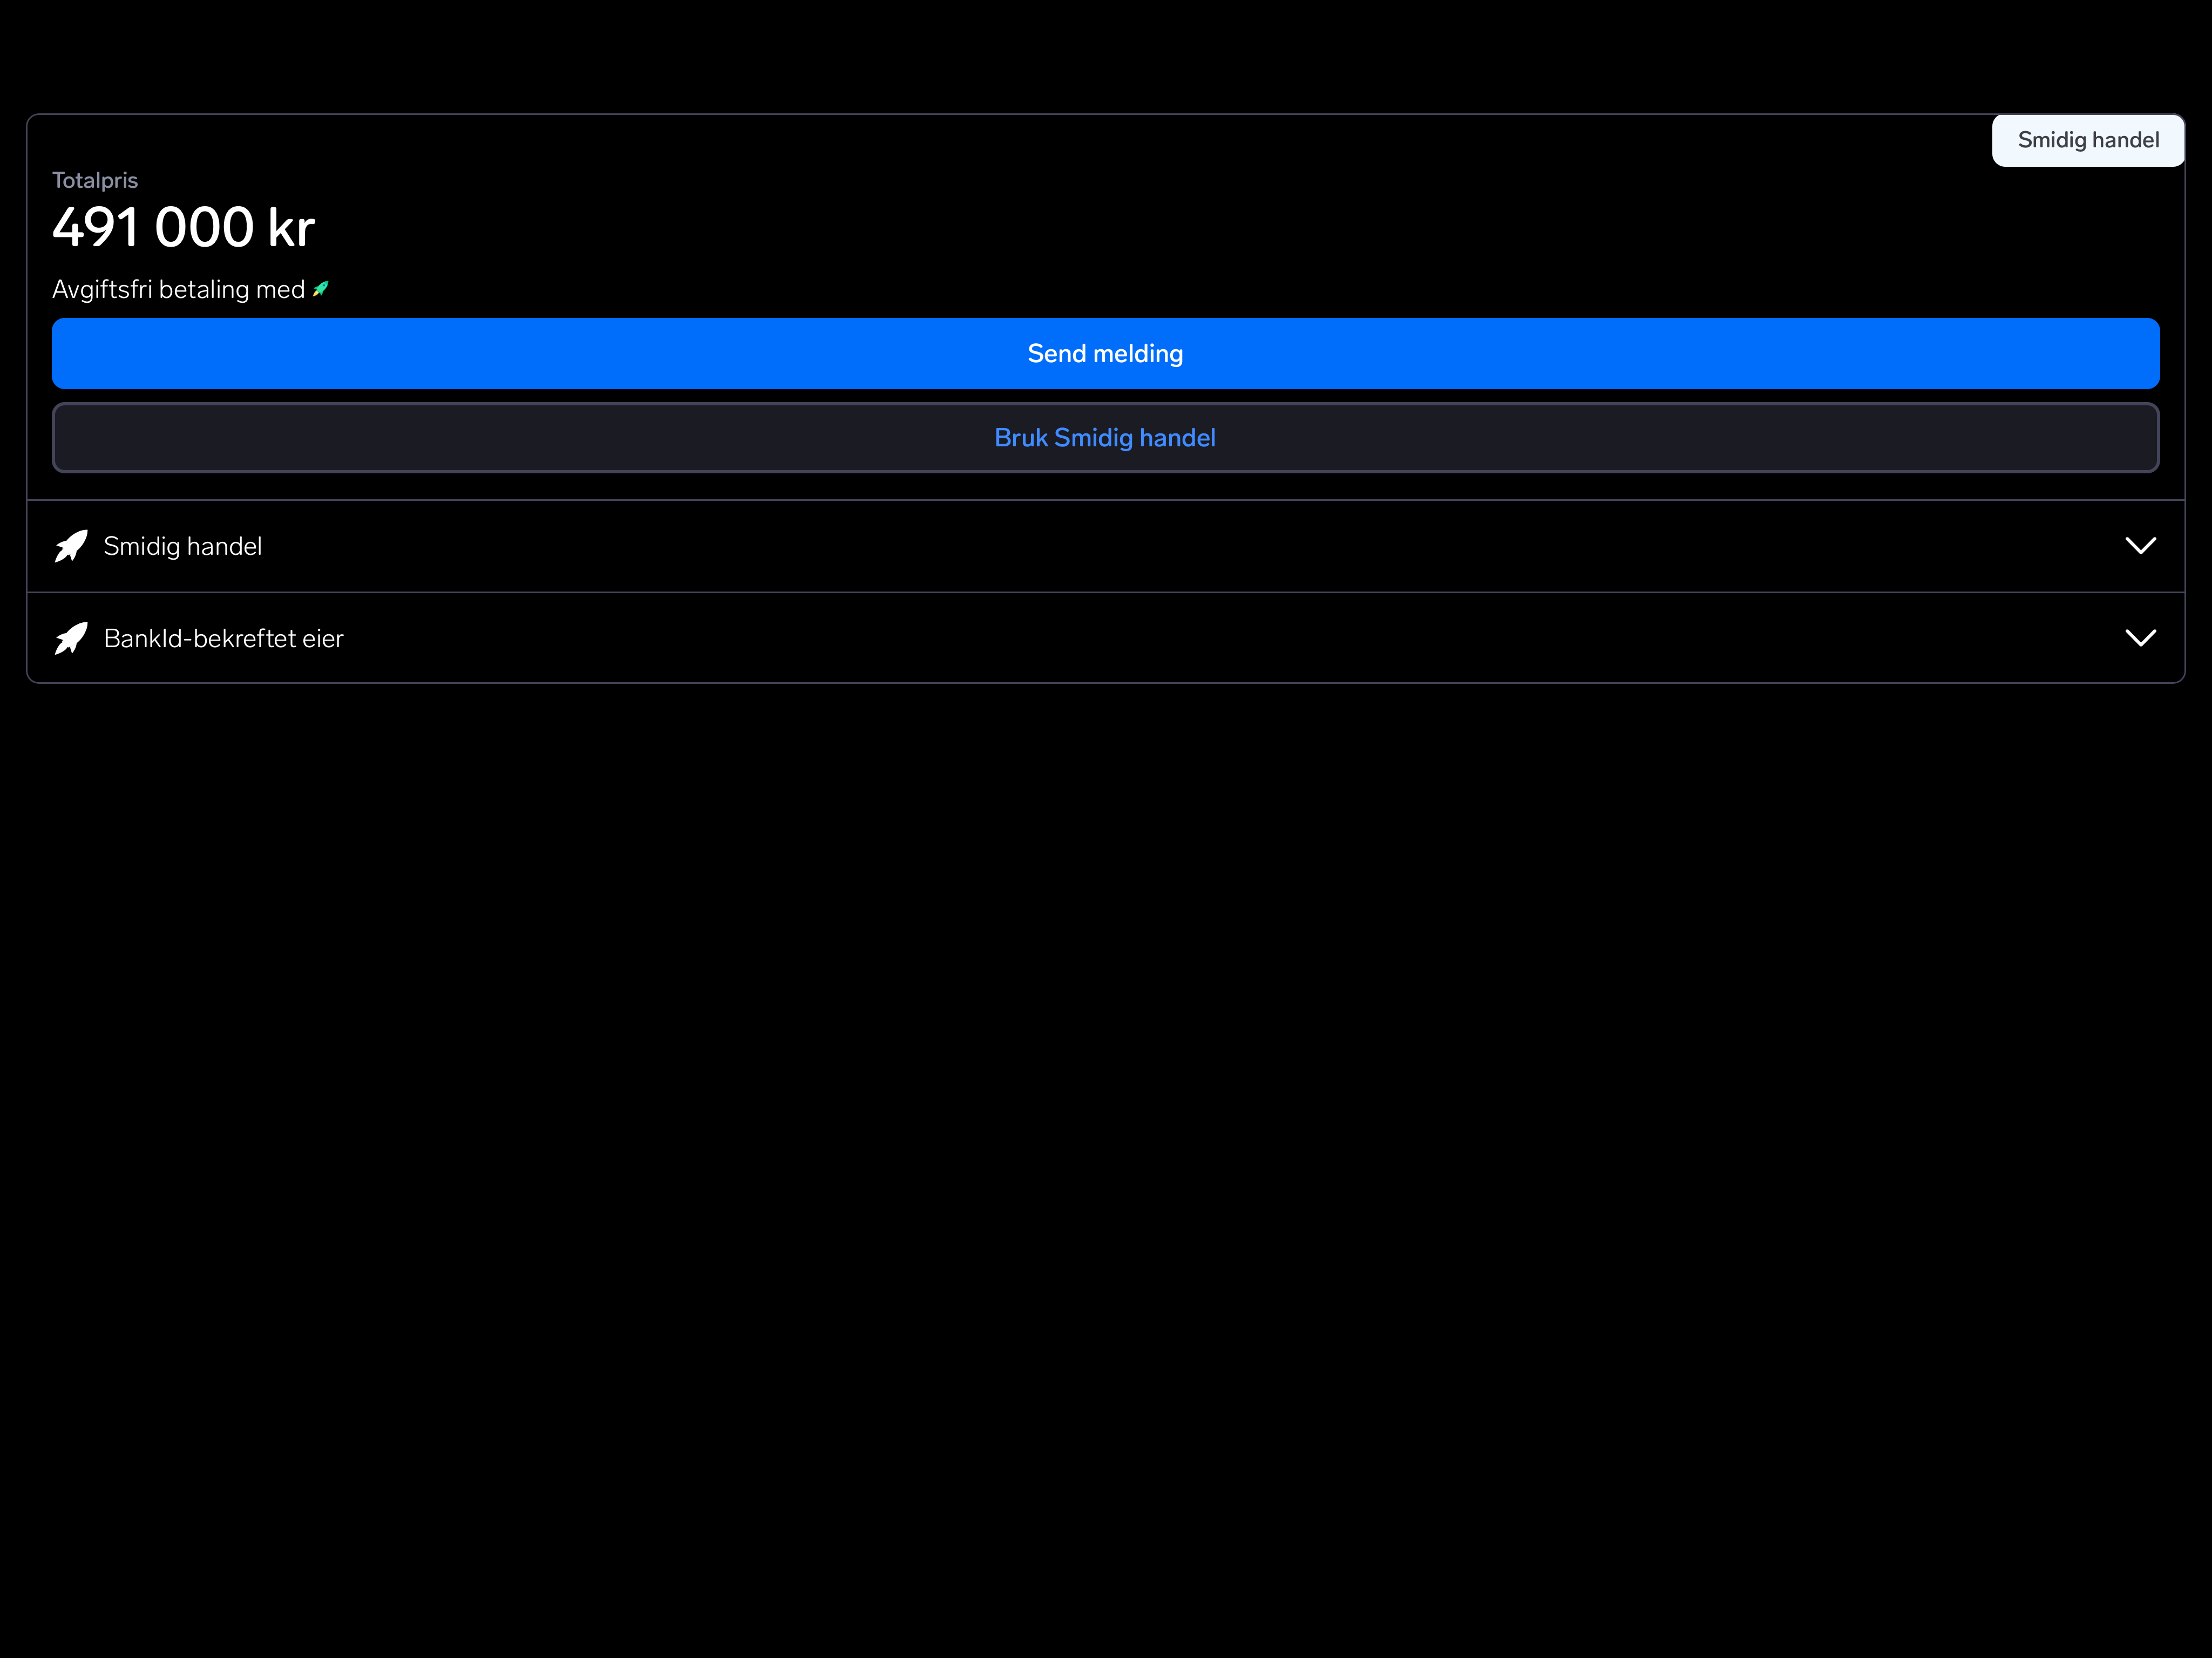 Smidig handel
Totalpris
491 000 kr
Avgiftsfri betaling med
Send melding
Bruk Smidig handel
Smidig handel
BankId-bekreftet eier